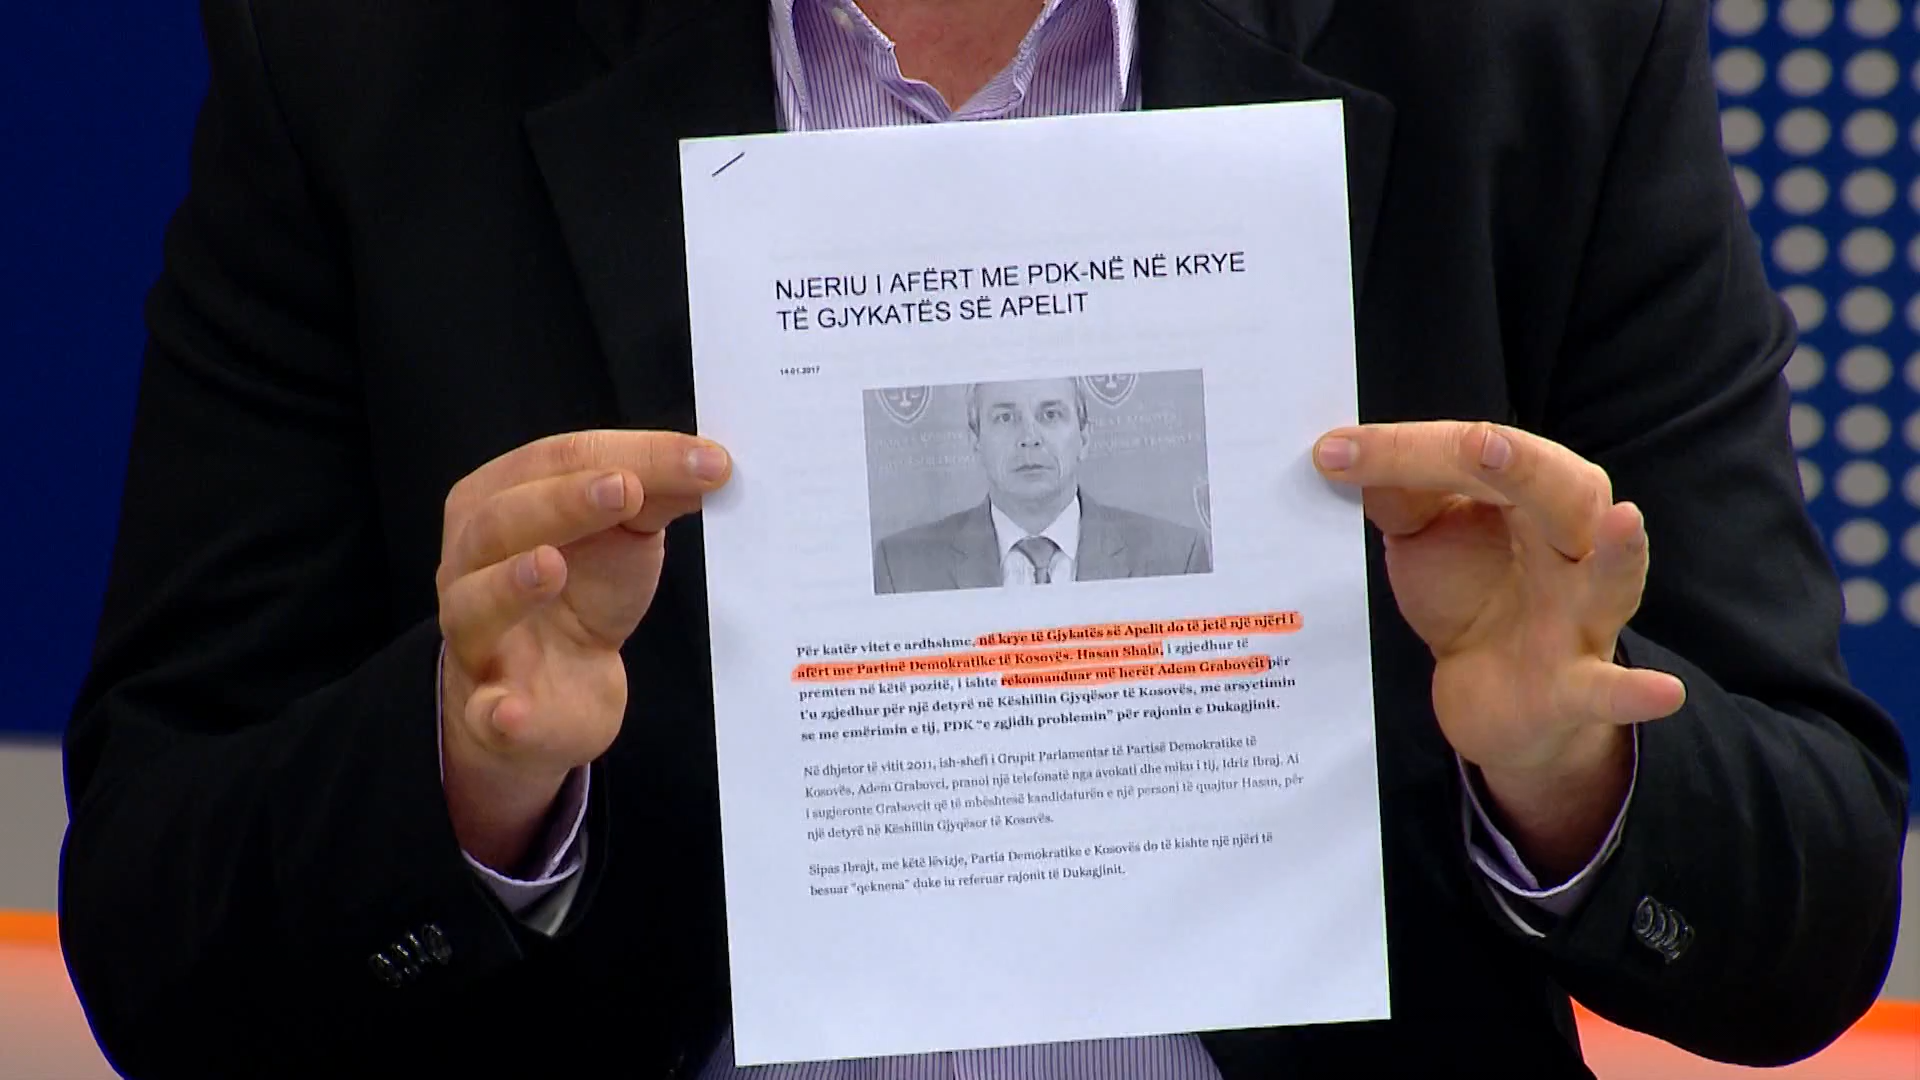 NJERIU I AFËRT ME PDK-NË NË KRYE
TË GJYKATËS SË APELIT
14.01.2017
Për katër vitet e ardhshme, në krye të Gjykatës së Apelit do të jetë një njëri i
afërt me Partinë Demokratike të Kosovës. Hasan Shala, i zgjedhur të
premten në këtë pozitë, i ishte rekomanduar më herët Adem Grabovcit për
t'u zgjedhur për një detyrë në Këshillin Gjyqësor të Kosovës, me arsyetimin
se me emërimin e tij, PDK "e zgjidh problemin" për rajonin e Dukagjinit.
Në dhjetor të vitit 2011, ish-shefi i Grupit Parlamentar të Partisë Demokratike të
Kosovës, Adem Grabovci, pranoi një telefonatë nga avokati dhe miku i tij, Idriz Ibraj. Ai
i sugjeronte Grabovcit që të mbështesë kandidaturën e një personi të quajtur Hasan, për
një detyrë në Këshillin Gjyqësor të Kosovës.
Sipas Ibrajt, me këtë lëvizje, Partia Demokratike e Kosovës do të kishte një njëri të
besuar "qeknena" duke iu referuar rajonit të Dukagjinit.